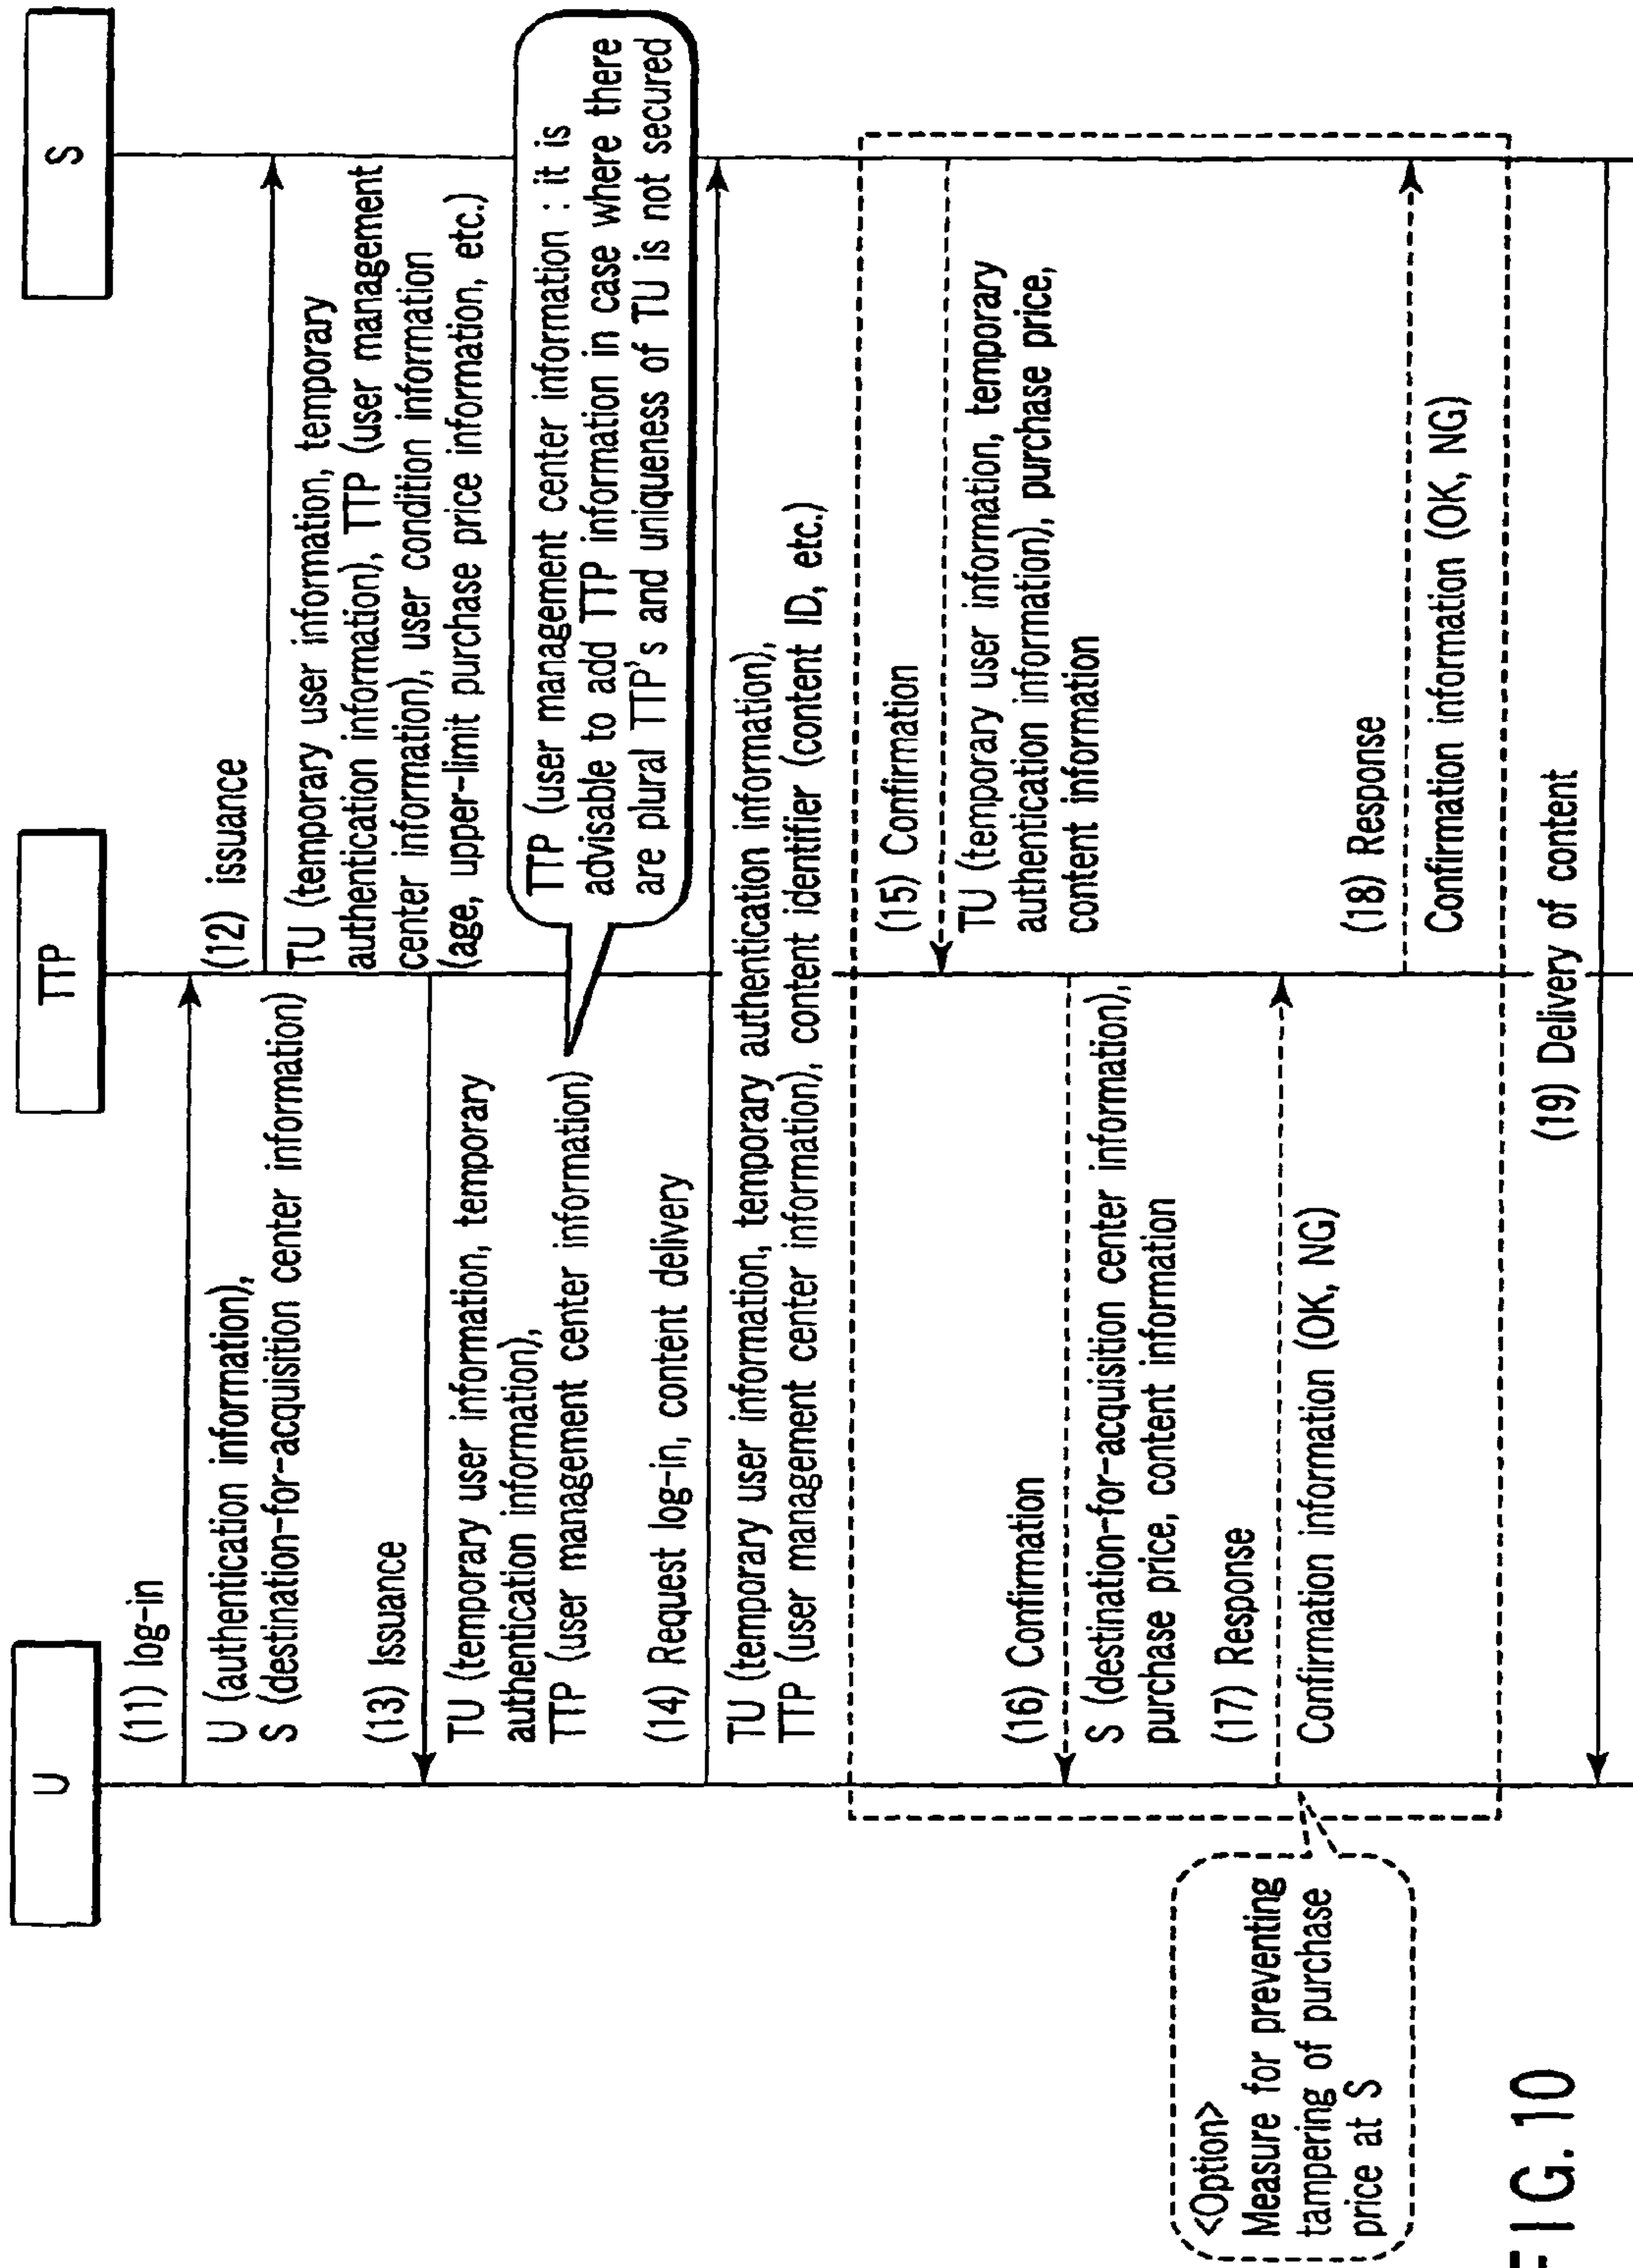 U
TTP
S
(11) log-in
U (authentication information),
S (destination-for-acquisition center information)
(12) issuance
TU (temporary user information, temporary
authentication information), TTP (user management
center information), user condition information
(age, upper-limit purchase price information, etc.)
(13) Issuance
TU (temporary user information, temporary
authentication information),
TTP (user management center information)
TTP (user management center information : it is
advisable to add TTP information in case where there
are plural TTP's and uniqueness of TU is not secured
(14) Request log-in, content delivery
TU (temporary user information, temporary authentication information),
TTP (user management center information), content identifier (content ID, etc.)
(15) Confirmation
TU (temporary user information, temporary
authentication information), purchase price,
content information
(16) Confirmation
S (destination-for-acquisition center information),
purchase price, content information
(17) Response
Confirmation information (OK, NG)
(18) Response
Confirmation information (OK, NG)
<Option>
Measure for preventing
tampering of purchase
price at S
(19) Delivery of content
FIG. 10